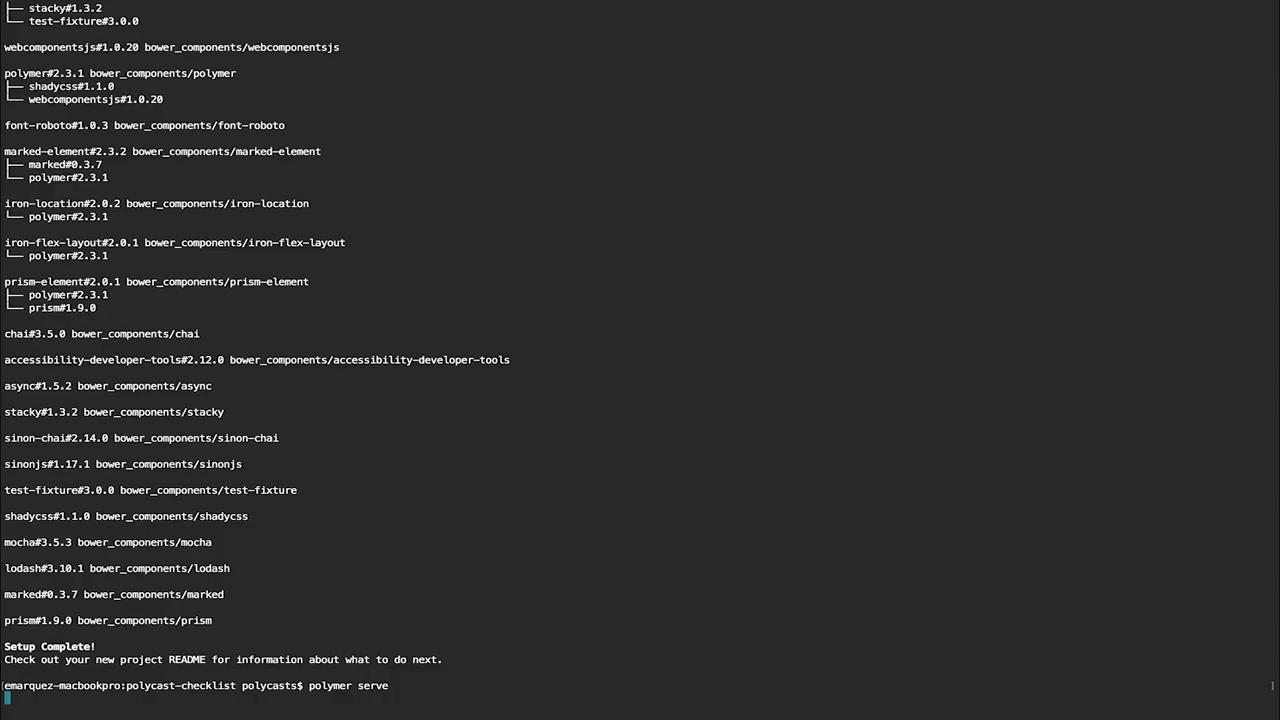 ├── stacky#1.3.2
└── test-fixture#3.0.0
webcomponentsjs#1.0.20 bower_components/webcomponentsjs
polymer#2.3.1 bower_components/polymer
├── shadycss#1.1.0
└── webcomponentsjs#1.0.20
font-roboto#1.0.3 bower_components/font-roboto
marked-element#2.3.2 bower_components/marked-element
├── marked#0.3.7
└── polymer#2.3.1
iron-location#2.0.2 bower_components/iron-location
└── polymer#2.3.1
iron-flex-layout#2.0.1 bower_components/iron-flex-layout
└── polymer#2.3.1
prism-element#2.0.1 bower_components/prism-element
├── polymer#2.3.1
└── prism#1.9.0
chai#3.5.0 bower_components/chai
accessibility-developer-tools#2.12.0 bower_components/accessibility-developer-tools
async#1.5.2 bower_components/async
stacky#1.3.2 bower_components/stacky
sinon-chai#2.14.0 bower_components/sinon-chai
sinonjs#1.17.1 bower_components/sinonjs
test-fixture#3.0.0 bower_components/test-fixture
shadycss#1.1.0 bower_components/shadycss
mocha#3.5.3 bower_components/mocha
lodash#3.10.1 bower_components/lodash
marked#0.3.7 bower_components/marked
prism#1.9.0 bower_components/prism
Setup Complete!
Check out your new project README for information about what to do next.
[emarquez-macbookpro:polycast-checklist polycasts$ polymer serve ]